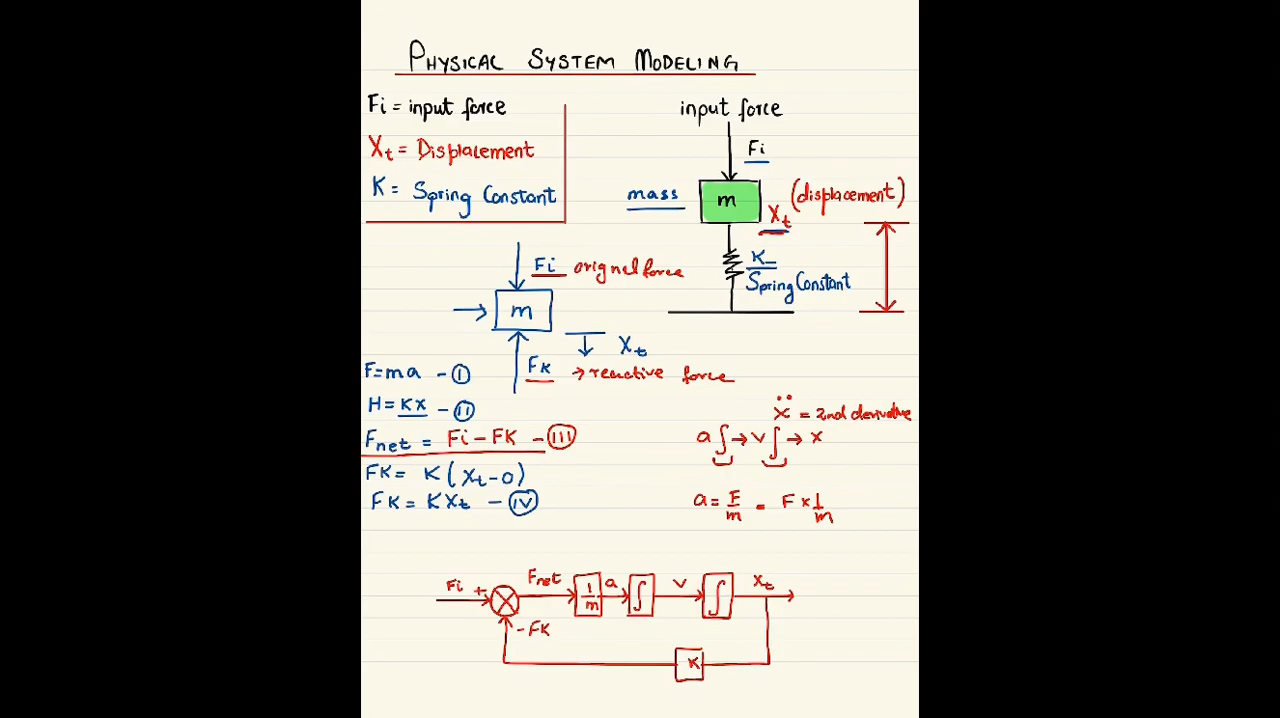 PHYSICAL SYSTEM MODELING
Fi = input force
Xt = Displacement
K = Spring Constant
input force
Fi
mass
m
Xt (displacement)
K
Spring Constant
Fi orignel force
m
Xt
FK → reactive force
F=ma - I
H=KX - II
Fnet = Fi - FK - III
FK = K(Xt-0)
FK = KXt - IV
ẍ = 2nd derivative
a ∫ → v ∫ → x
a = F/m = F × 1/m
Fi + Fnet 1/m a ∫ v ∫ Xt
- FK
K